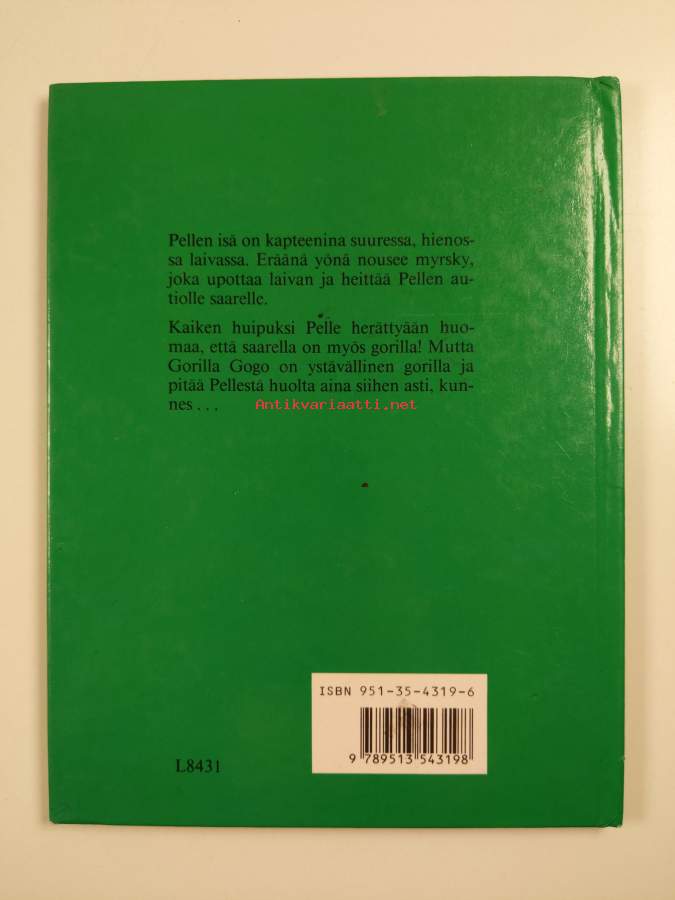 Pellen isä on kapteenina suuressa, hienos-
sa laivassa. Eräänä yönä nousee myrsky,
joka upottaa laivan ja heittää Pellen au-
tiolle saarelle.
Kaiken huipuksi Pelle herättyään huo-
maa, että saarella on myös gorilla! Mutta
Gorilla Gogo on ystävällinen gorilla ja
pitää Pellestä huolta aina siihen asti, kun-
nes . . .
Antikvariaatti.net
ISBN 951-35-4319-6
9 789513 543198
L8431